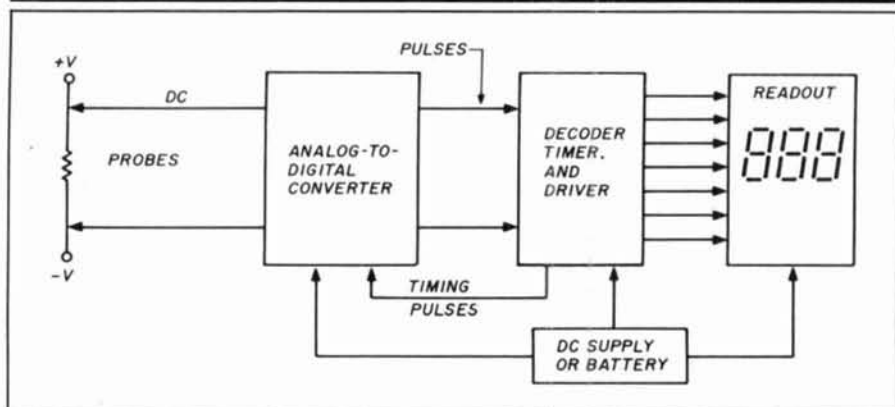 PULSES
+V
DC
PROBES
-V
ANALOG-TO-
DIGITAL
CONVERTER
DECODER
TIMER,
AND
DRIVER
READOUT
888
TIMING
PULSES
DC SUPPLY
OR BATTERY